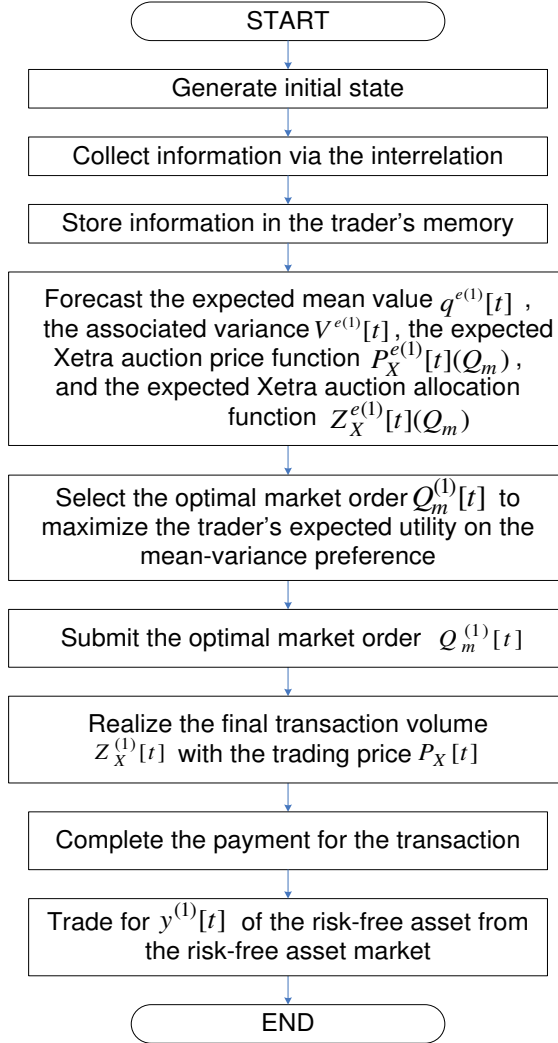 START
Generate initial state
Collect information via the interrelation
Store information in the trader's memory
Forecast the expected mean value $q^{e(1)}[t]$ ,
the associated variance $V^{e(1)}[t]$ , the expected
Xetra auction price function $P_X^{e(1)}[t](Q_m)$ ,
and the expected Xetra auction allocation
function $Z_X^{e(1)}[t](Q_m)$
Select the optimal market order $Q_m^{(1)}[t]$ to
maximize the trader's expected utility on the
mean-variance preference
Submit the optimal market order $Q_m^{(1)}[t]$
Realize the final transaction volume
$Z_X^{(1)}[t]$ with the trading price $P_X[t]$
Complete the payment for the transaction
Trade for $y^{(1)}[t]$ of the risk-free asset from
the risk-free asset market
END